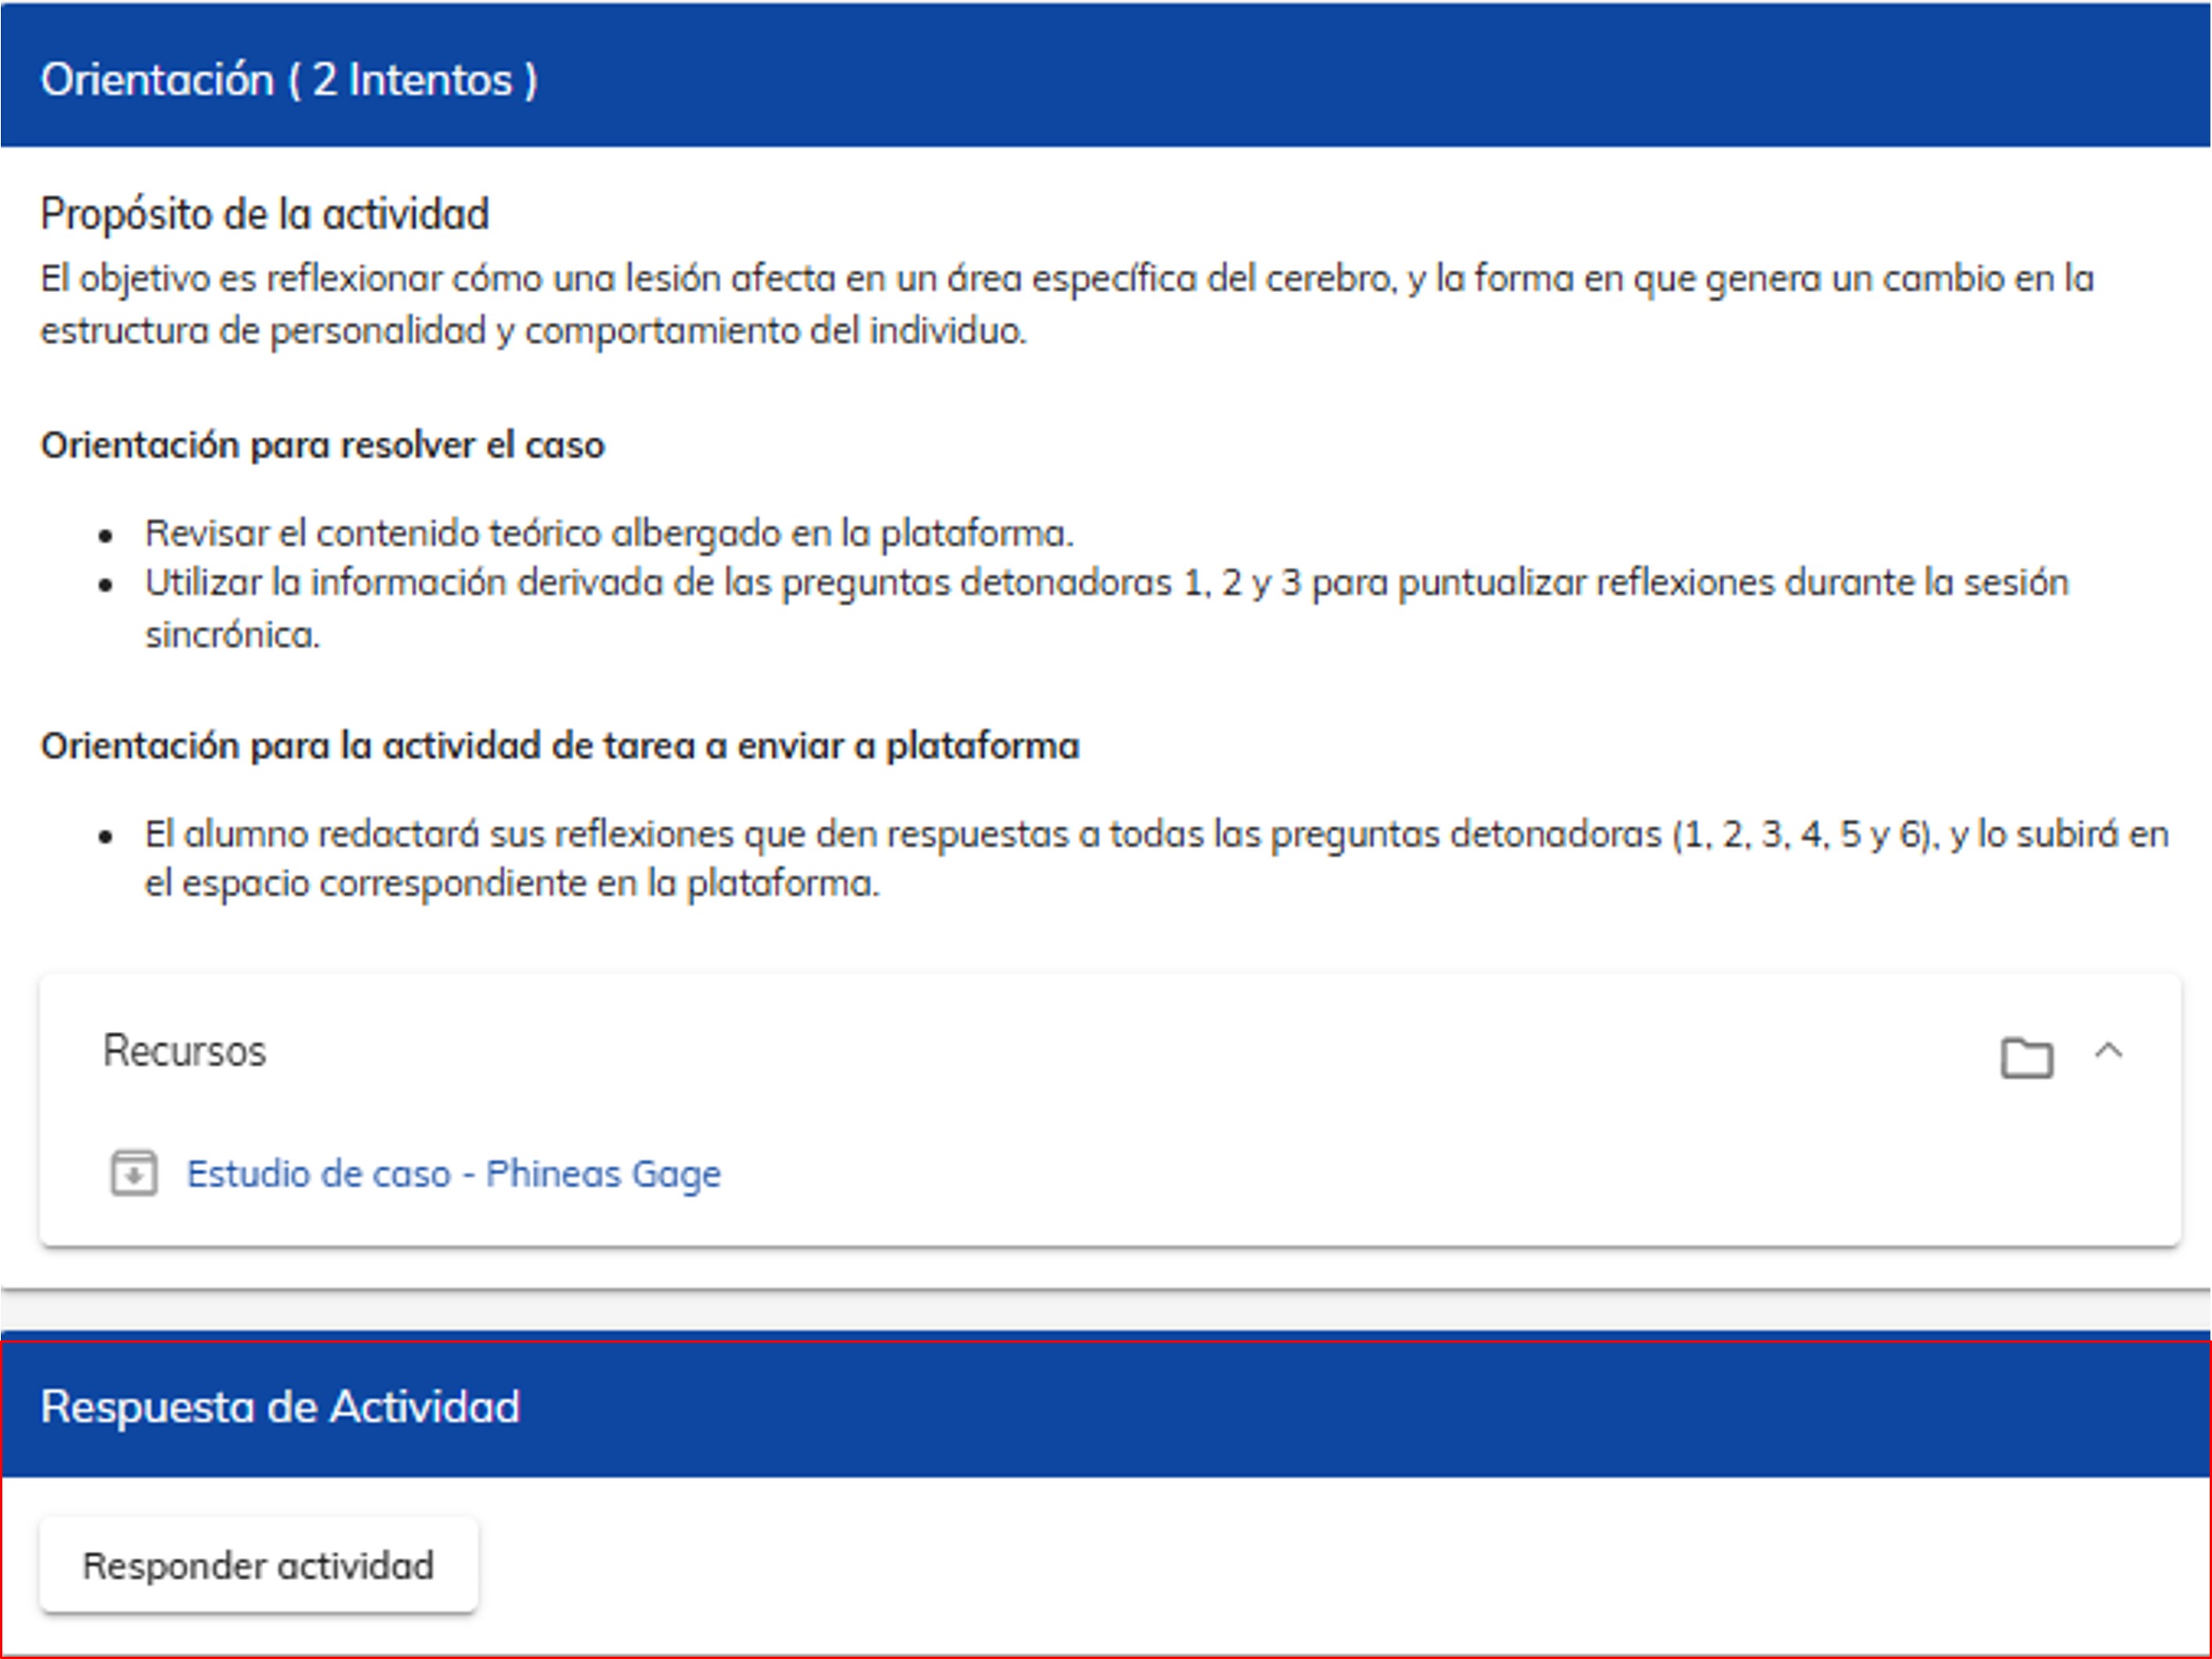 Orientación ( 2 Intentos )
Propósito de la actividad
El objetivo es reflexionar cómo una lesión afecta en un área específica del cerebro, y la forma en que genera un cambio en la
estructura de personalidad y comportamiento del individuo.
Orientación para resolver el caso
• Revisar el contenido teórico albergado en la plataforma.
• Utilizar la información derivada de las preguntas detonadoras 1, 2 y 3 para puntualizar reflexiones durante la sesión
sincrónica.
Orientación para la actividad de tarea a enviar a plataforma
• El alumno redactará sus reflexiones que den respuestas a todas las preguntas detonadoras (1, 2, 3, 4, 5 y 6), y lo subirá en
el espacio correspondiente en la plataforma.
Recursos
Estudio de caso - Phineas Gage
Respuesta de Actividad
Responder actividad